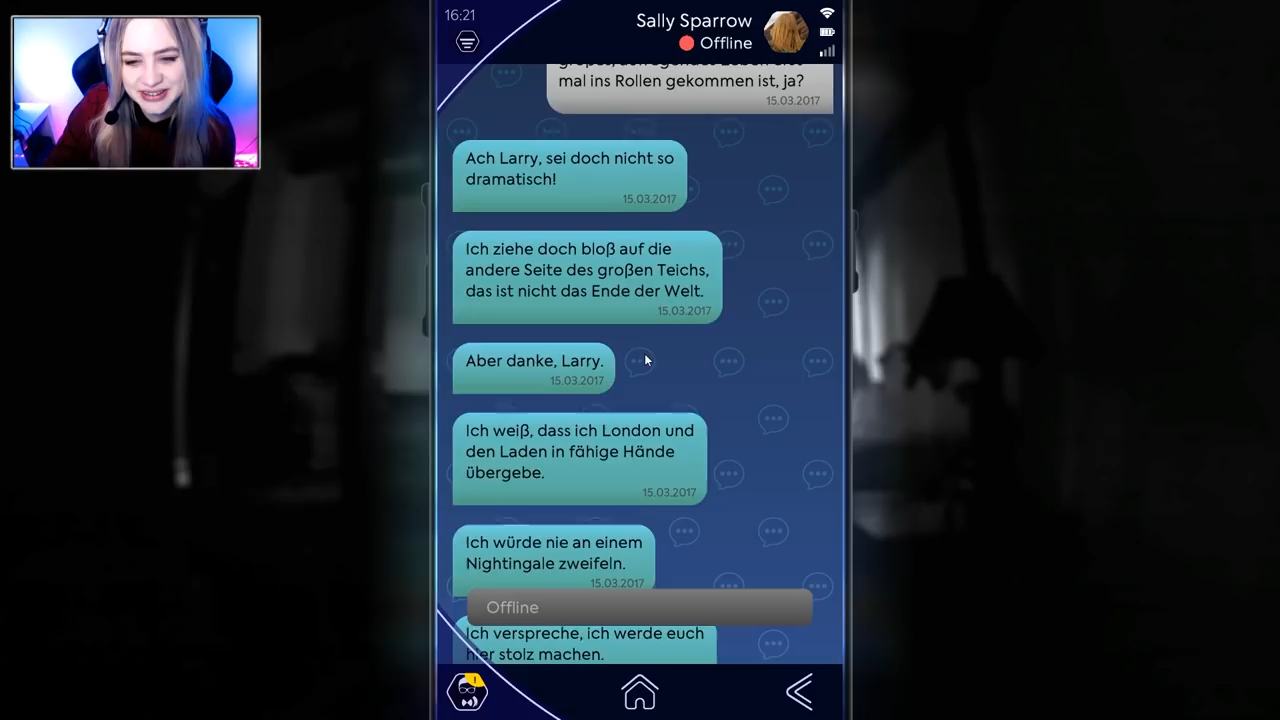 16:21
Sally Sparrow
Offline
mal ins Rollen gekommen ist, ja?
15.03.2017
Ach Larry, sei doch nicht so
dramatisch!
15.03.2017
Ich ziehe doch bloß auf die
andere Seite des großen Teichs,
das ist nicht das Ende der Welt.
15.03.2017
Aber danke, Larry.
15.03.2017
Ich weiß, dass ich London und
den Laden in fähige Hände
übergebe.
15.03.2017
Ich würde nie an einem
Nightingale zweifeln.
15.03.2017
Offline
Ich verspreche, ich werde euch
hier stolz machen.